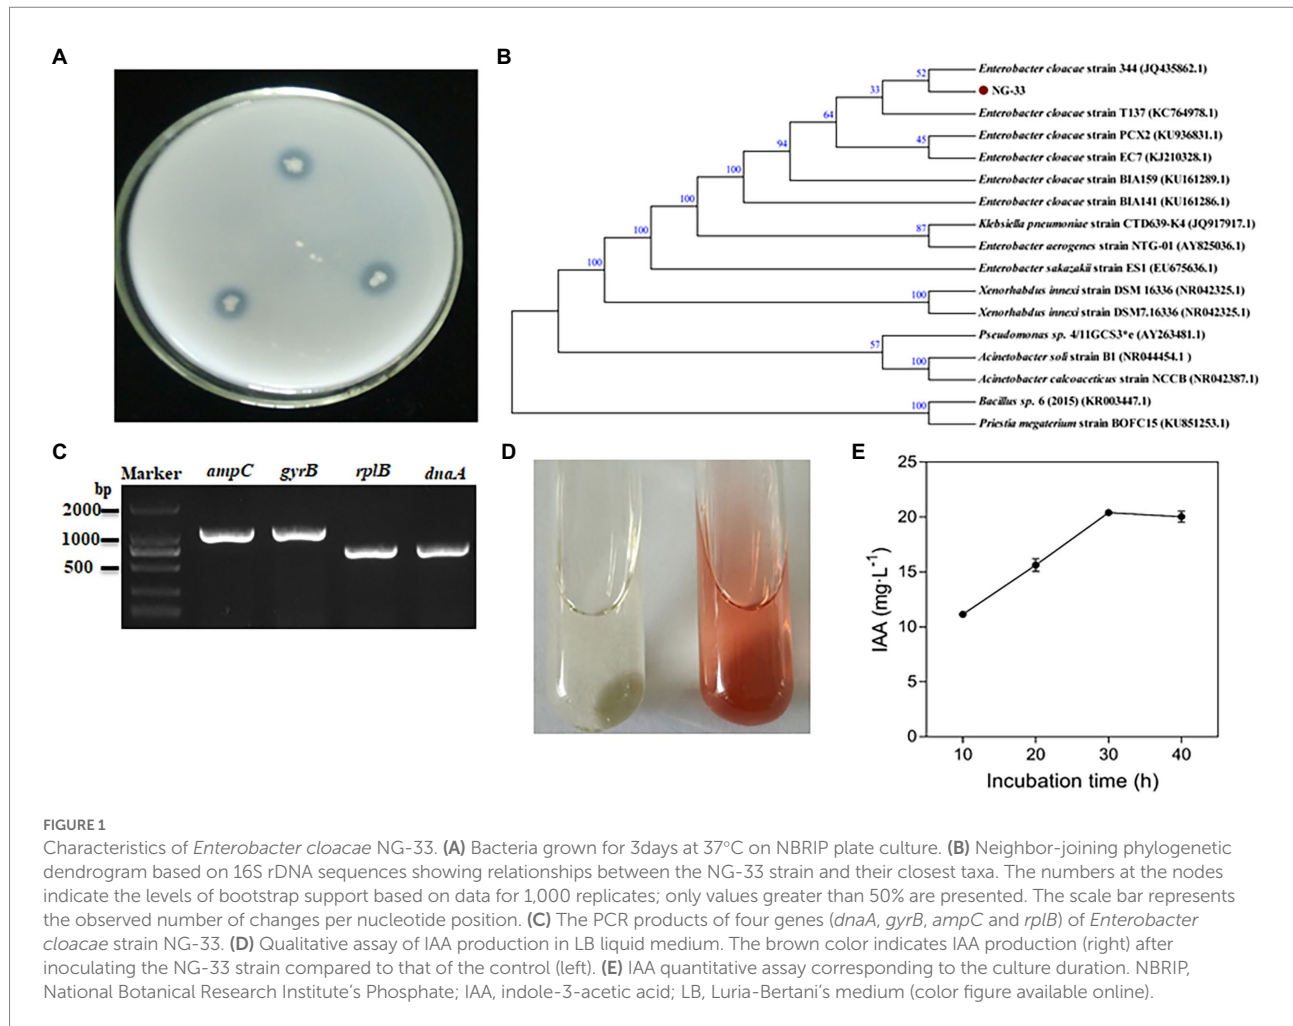 A
B
Enterobacter cloacae strain 344 (JQ435862.1)
52
NG-33
33
Enterobacter cloacae strain T137 (KC764978.1)
64
Enterobacter cloacae strain PCX2 (KU936831.1)
45
94
Enterobacter cloacae strain EC7 (KJ210328.1)
100
Enterobacter cloacae strain BIA159 (KU161289.1)
100
Enterobacter cloacae strain BIA141 (KU161286.1)
Klebsiella pneumoniae strain CTD639-K4 (JQ917917.1)
87
100
Enterobacter aerogenes strain NTG-01 (AY825036.1)
100
Enterobacter sakazakii strain ES1 (EU675636.1)
Xenorhabdus innexi strain DSM 16336 (NR042325.1)
100
Xenorhabdus innexi strain DSM7.16336 (NR042325.1)
Pseudomonas sp. 4/11GCS3*e (AY263481.1)
57
Acinetobacter soli strain B1 (NR044454.1 )
100
Acinetobacter calcoaceticus strain NCCB (NR042387.1)
Bacillus sp. 6 (2015) (KR003447.1)
100
Priestia megaterium strain BOFC15 (KU851253.1)
C
Marker ampC gyrB rplB dnaA
bp
2000
1000
500
D
E
25
20
15
10
5
0
IAA (mg·L⁻¹)
10 20 30 40
Incubation time (h)
FIGURE 1
Characteristics of Enterobacter cloacae NG-33. (A) Bacteria grown for 3days at 37°C on NBRIP plate culture. (B) Neighbor-joining phylogenetic
dendrogram based on 16S rDNA sequences showing relationships between the NG-33 strain and their closest taxa. The numbers at the nodes
indicate the levels of bootstrap support based on data for 1,000 replicates; only values greater than 50% are presented. The scale bar represents
the observed number of changes per nucleotide position. (C) The PCR products of four genes (dnaA, gyrB, ampC and rplB) of Enterobacter
cloacae strain NG-33. (D) Qualitative assay of IAA production in LB liquid medium. The brown color indicates IAA production (right) after
inoculating the NG-33 strain compared to that of the control (left). (E) IAA quantitative assay corresponding to the culture duration. NBRIP,
National Botanical Research Institute's Phosphate; IAA, indole-3-acetic acid; LB, Luria-Bertani's medium (color figure available online).